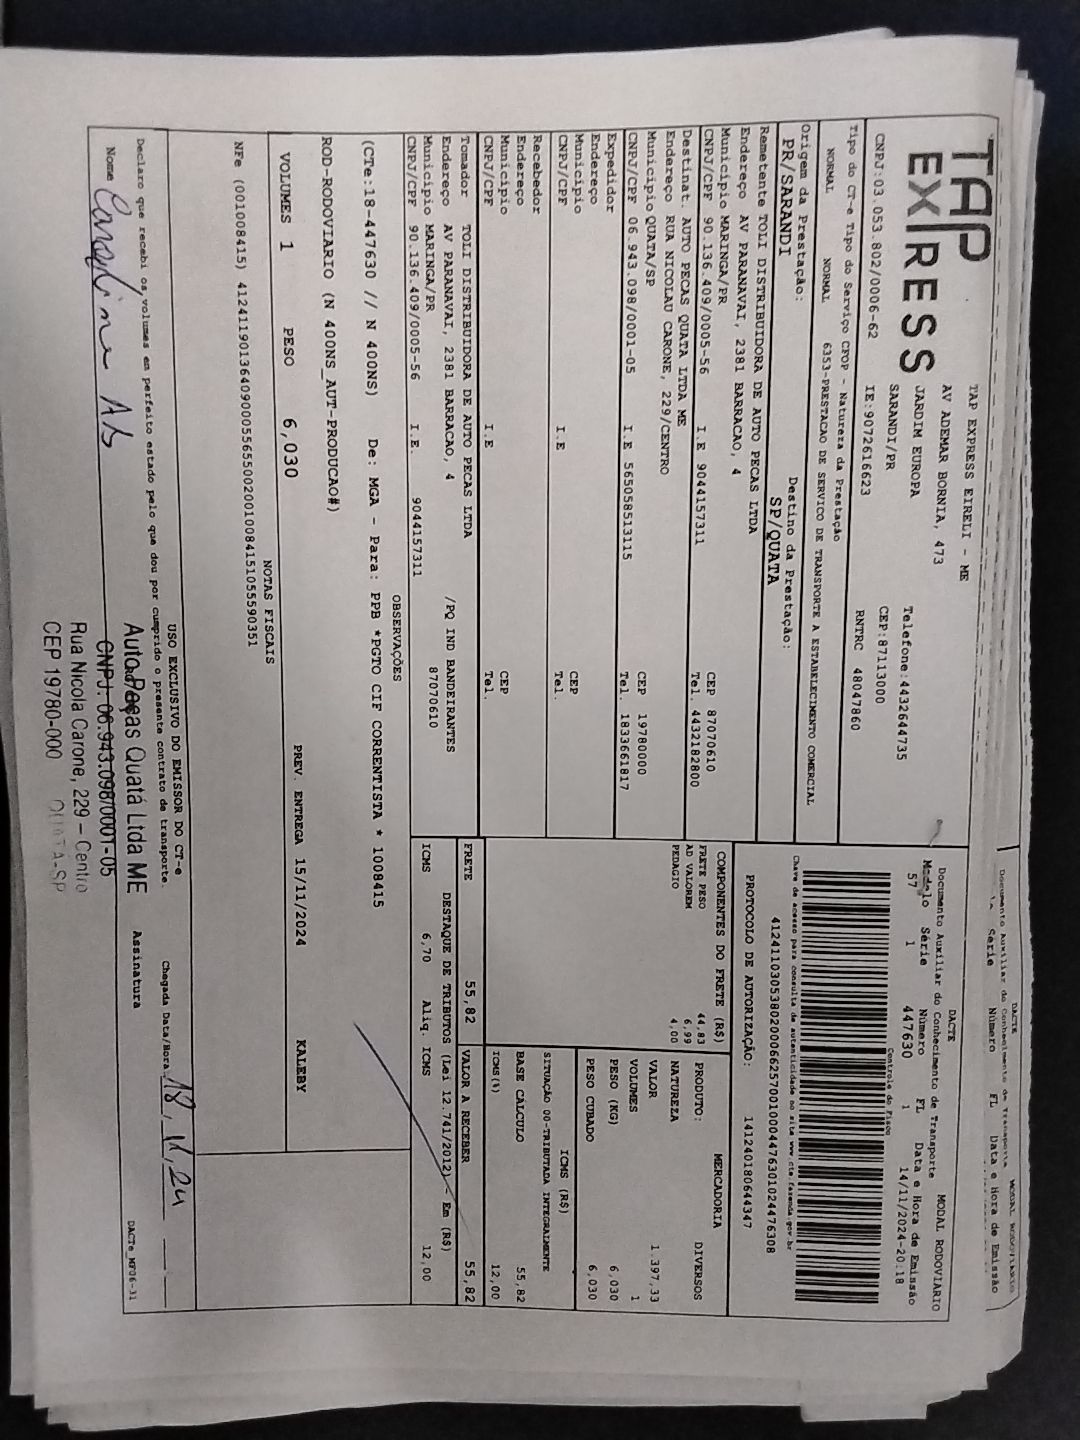 TAP
EXPRESS
TAP EXPRESS EIRELI - ME
AV ADEMAR BORNIA, 473
JARDIM EUROPA
SARANDI/PR
CNPJ:03.053.802/0006-62 IE:9072616623
Telefone:4432644735
CEP:87113000
RNTRC 48047860
DACTE
Documento Auxiliar do Conhecimento de Transporte MODAL RODOVIARIO
Modelo Série Número FL Data e Hora de Emissão
57 1 447630 1 14/11/2024-20:18
Controle do Fisco
Chave de acesso para consulta de autenticidade no site www.cte.fazenda.gov.br
PROTOCOLO DE AUTORIZAÇÃO: 141240180644347
Tipo do CT-e Tipo do Serviço CFOP - Natureza da Prestação
NORMAL NORMAL 6353-PRESTACAO DE SERVICO DE TRANSPORTE A ESTABELECIMENTO COMERCIAL
Origem da Prestação: Destino da Prestação:
PR/SARANDI SP/QUATA
Remetente TOLI DISTRIBUIDORA DE AUTO PECAS LTDA
Endereço AV PARANAVAI, 2381 BARRACAO, 4
Município MARINGA/PR CEP 87070610
CNPJ/CPF 90.136.409/0005-56 I.E 9044157311 Tel. 4432182800
Destinat. AUTO PECAS QUATA LTDA ME
Endereço RUA NICOLAU CARONE, 229/CENTRO
Município QUATA/SP CEP 19780000
CNPJ/CPF 06.943.098/0001-05 I.E 565058513115 Tel. 1833661817
Expedidor
Endereço
Município CEP
CNPJ/CPF I.E Tel.
Recebedor
Endereço
Município CEP
CNPJ/CPF I.E Tel.
Tomador TOLI DISTRIBUIDORA DE AUTO PECAS LTDA
Endereço AV PARANAVAI, 2381 BARRACAO, 4 /PQ IND BANDEIRANTES
Município MARINGA/PR 87070610
CNPJ/CPF 90.136.409/0005-56 I.E. 9044157311
COMPONENTES DO FRETE (R$)
FRETE PESO 44,83
AD VALOREM 6,99
PEDAGIO 4,00
MERCADORIA
PRODUTO: DIVERSOS
NATUREZA
VALOR 1.397,33
VOLUMES 1
PESO (KG) 6,030
PESO CUBADO 6,030
ICMS (R$)
SITUAÇÃO 00-TRIBUTADA INTEGRALMENTE
BASE CALCULO 55,82
ICMS(%) 12,00
FRETE 55,82 VALOR A RECEBER 55,82
DESTAQUE DE TRIBUTOS (Lei 12.741/2012) - Em (R$)
ICMS 6,70 Aliq. ICMS 12,00
OBSERVAÇÕES
(CTe:18-447630 // N 400NS) De: MGA - Para: PPB *PGTO CIF CORRENTISTA * 1008415
ROD-RODOVIARIO (N 400NS_AUT-PRODUCAO#)
VOLUMES 1 PESO 6,030 PREV. ENTREGA 15/11/2024 KALEBY
NOTAS FISCAIS
USO EXCLUSIVO DO EMISSOR DO CT-e
Declaro que recebi os volumes em perfeito estado pelo que dou por cumprido o presente contrato de transporte. Chegada Data/Hora 18/11/24
Nome Assinatura
DACTe_MF06-31
Auto Peças Quatá Ltda ME
CNPJ. 06.943.098/0001-05
Rua Nicola Carone, 229 - Centro
CEP 19780-000 QUATA-SP